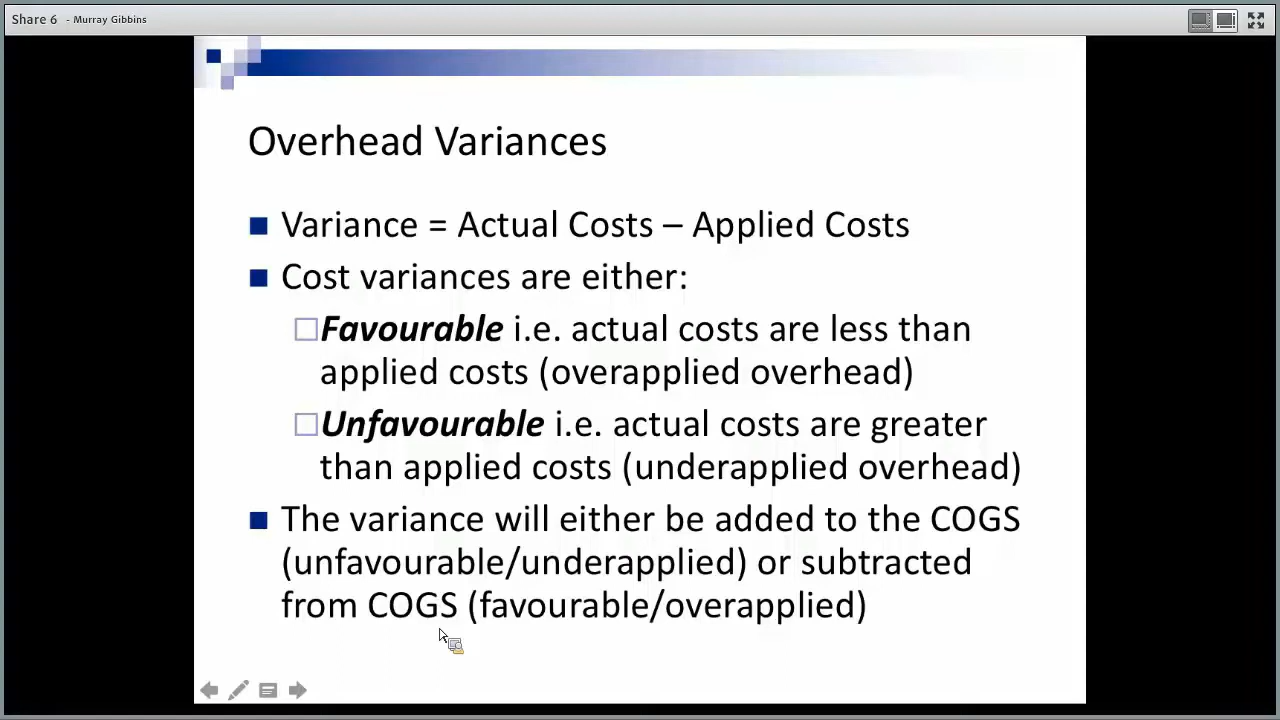 Share 6 - Murray Gibbins
Overhead Variances
Variance = Actual Costs – Applied Costs
Cost variances are either:
Favourable i.e. actual costs are less than
applied costs (overapplied overhead)
Unfavourable i.e. actual costs are greater
than applied costs (underapplied overhead)
The variance will either be added to the COGS
(unfavourable/underapplied) or subtracted
from COGS (favourable/overapplied)